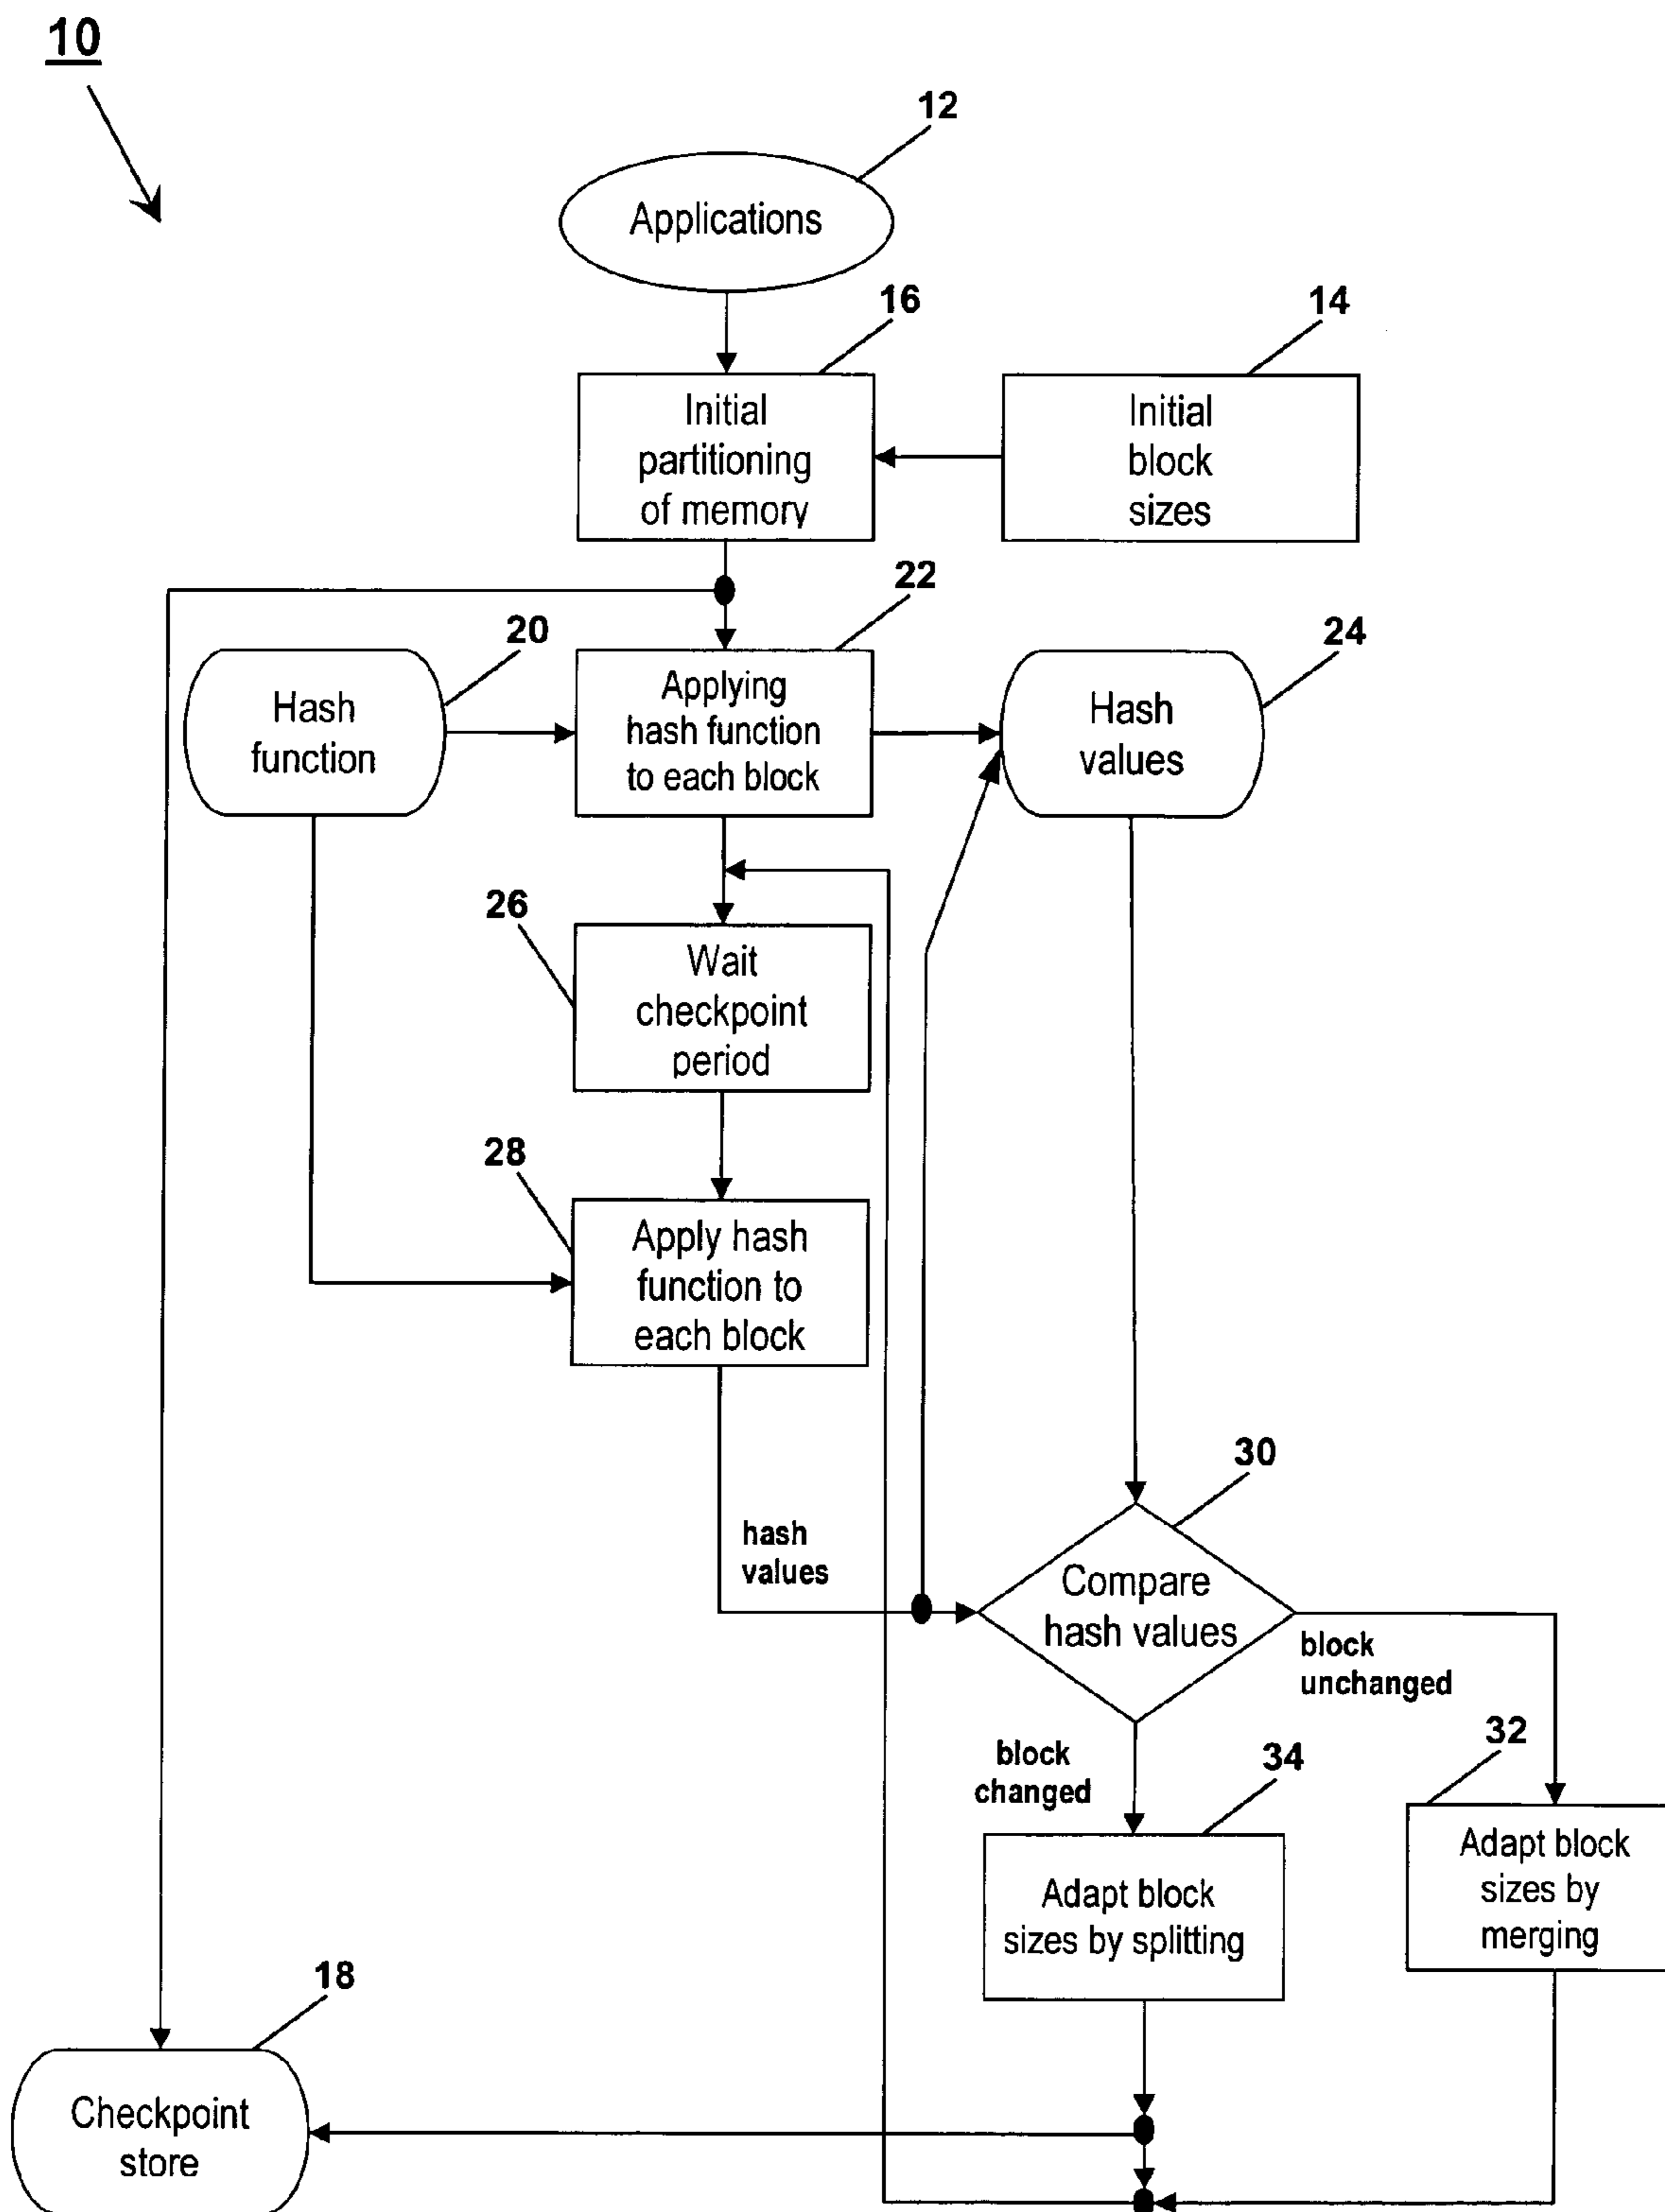 10
12
Applications
16
14
Initial
partitioning
of memory
Initial
block
sizes
22
20
24
Hash
function
Applying
hash function
to each block
Hash
values
26
Wait
checkpoint
period
28
Apply hash
function to
each block
30
hash
values
Compare
hash values
block
unchanged
32
block
changed
34
Adapt block
sizes by
merging
Adapt block
sizes by splitting
18
Checkpoint
store